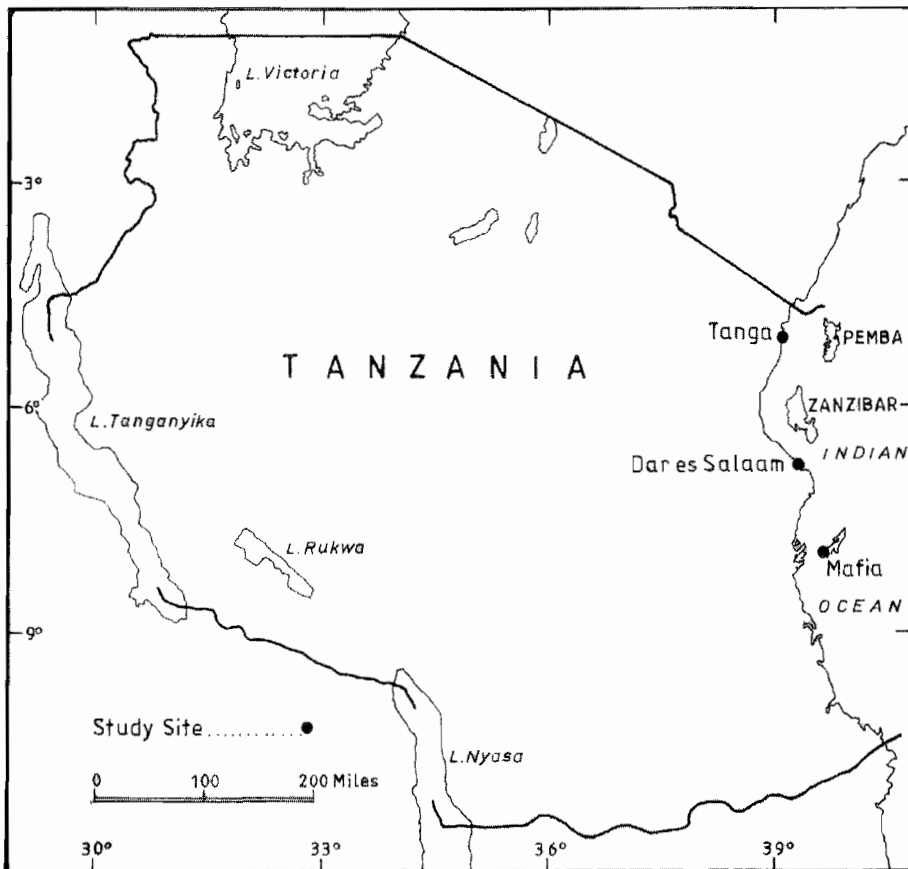 L.Victoria
3°
Tanga
PEMBA
TANZANIA
6°
ZANZIBAR
L.Tanganyika
INDIAN
Dar es Salaam
L.Rukwa
Mafia
OCEAN
9°
Study Site............
L.Nyasa
0 100 200 Miles
30° 33° 36° 39°